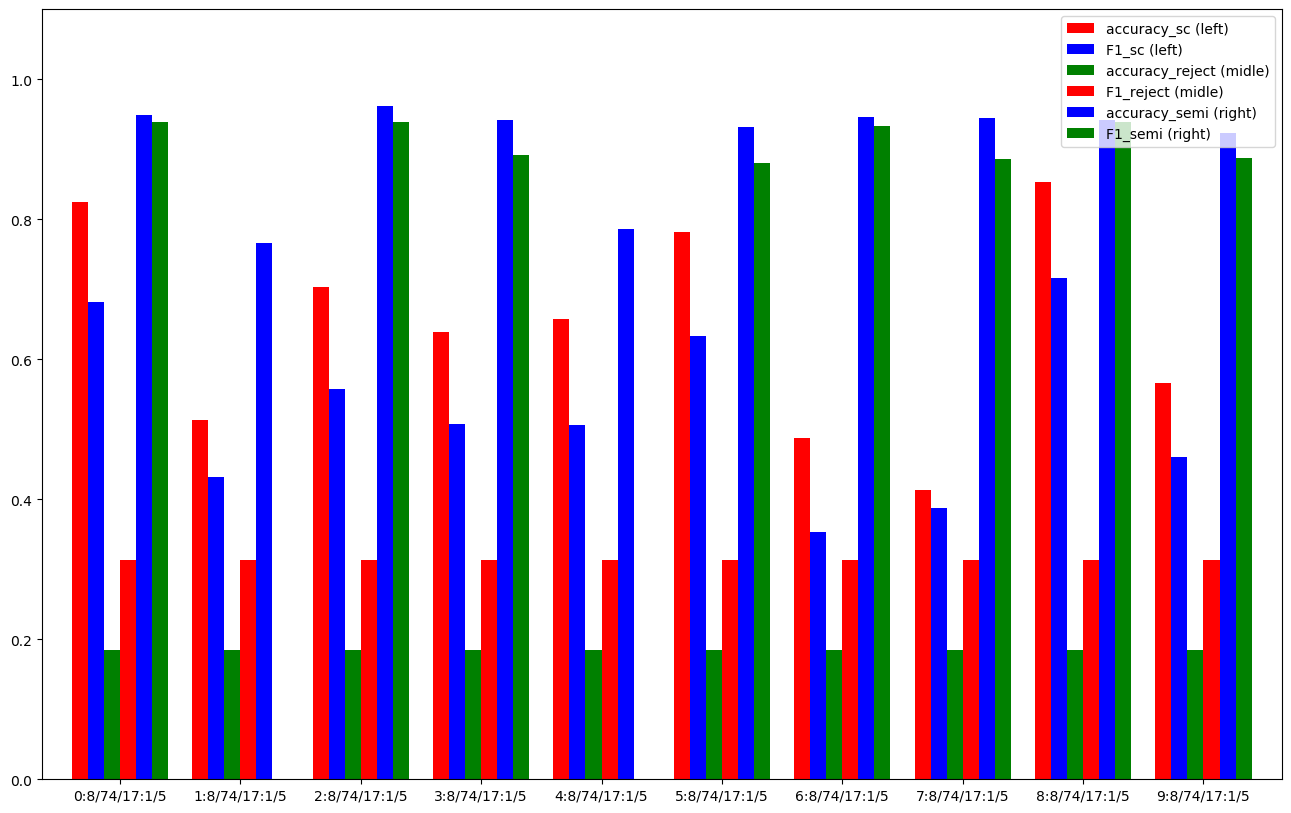 accuracy_sc (left)
F1_sc (left)
accuracy_reject (midle)
F1_reject (midle)
accuracy_semi (right)
F1_semi (right)
1.0
0.8
0.6
0.4
0.2
0.0
0:8/74/17:1/5 1:8/74/17:1/5 2:8/74/17:1/5 3:8/74/17:1/5 4:8/74/17:1/5 5:8/74/17:1/5 6:8/74/17:1/5 7:8/74/17:1/5 8:8/74/17:1/5 9:8/74/17:1/5